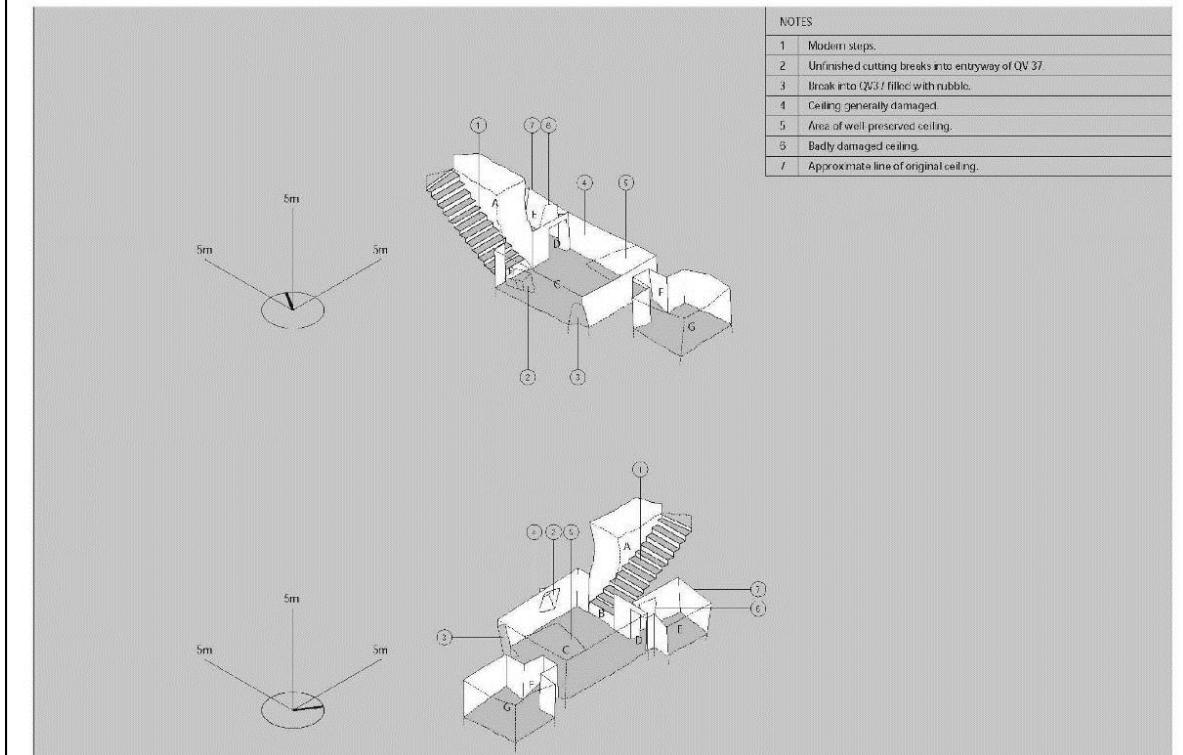 NOTES
1 Modern steps.
2 Unfinished cutting breaks into entryway of QV 37.
3 Break into QV37 filled with rubble.
4 Ceiling generally damaged.
5 Area of well-preserved ceiling.
6 Badly damaged ceiling.
7 Approximate line of original ceiling.
1 7 6
4 5
A
E
D
C
F
G
2 3
5m
5m 5m
1
4 2 5
A
7
6
B
3
D E
C
F
G
5m
5m 5m